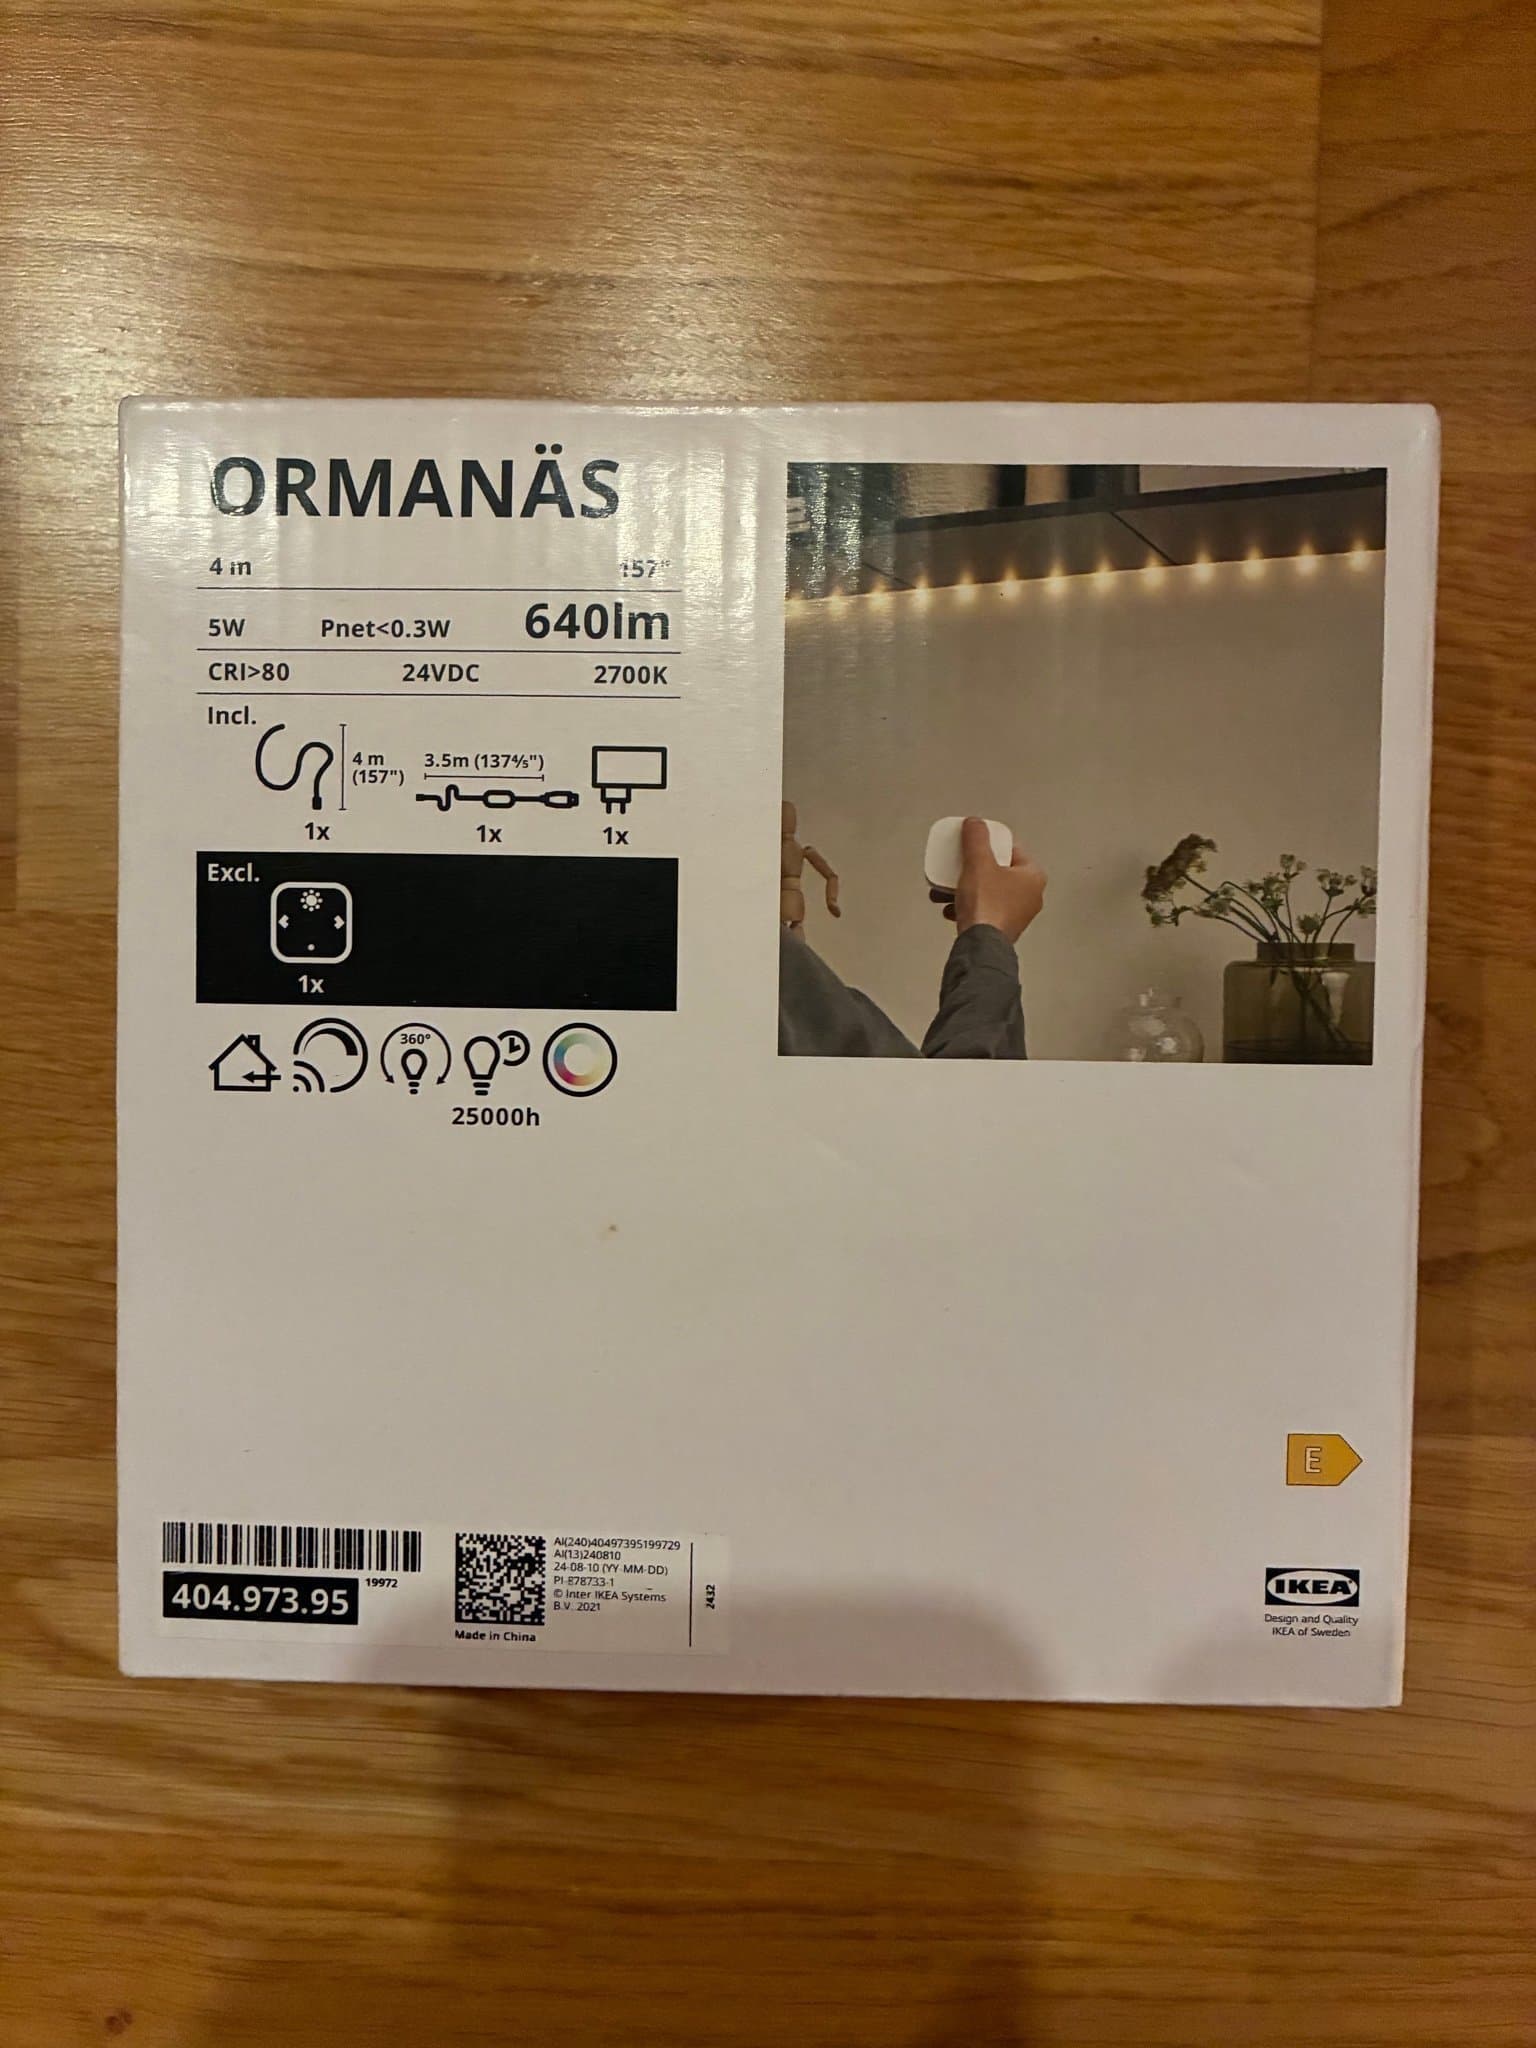 ORMANÄS
4 m 157"
5W Pnet<0.3W 640lm
CRI>80 24VDC 2700K
Incl.
4 m
(157")
3.5m (137⅘")
1x 1x 1x
Excl.
1x
360°
25000h
E
19972
404.973.95
AI(240)40497395199729
AI(13)240810
24-08-10 (YY-MM-DD)
PI-878733-1
© Inter IKEA Systems
B.V. 2021
Made in China
2432
IKEA
Design and Quality
IKEA of Sweden